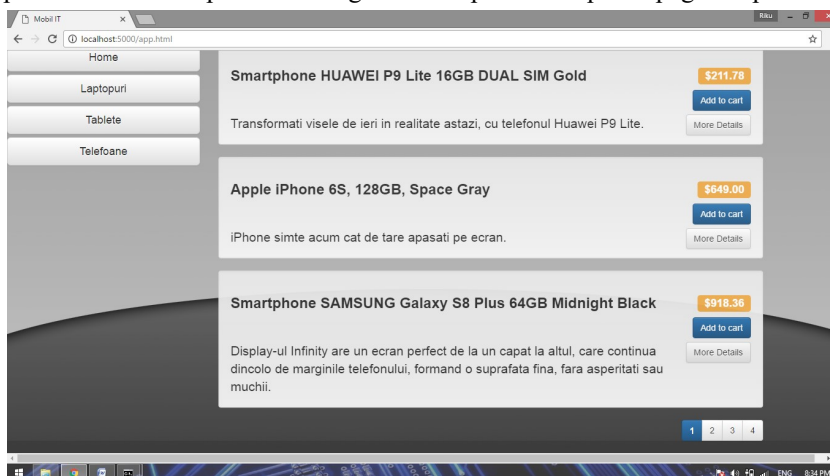 Mobil IT
Riku
localhost:5000/app.html
Home
Laptopuri
Tablete
Telefoane
Smartphone HUAWEI P9 Lite 16GB DUAL SIM Gold
$211.78
Add to cart
Transformati visele de ieri in realitate astazi, cu telefonul Huawei P9 Lite.
More Details
Apple iPhone 6S, 128GB, Space Gray
$649.00
Add to cart
iPhone simte acum cat de tare apasati pe ecran.
More Details
Smartphone SAMSUNG Galaxy S8 Plus 64GB Midnight Black
$918.36
Add to cart
Display-ul Infinity are un ecran perfect de la un capat la altul, care continua
More Details
dincolo de marginile telefonului, formand o suprafata fina, fara asperitati sau
muchii.
1 2 3 4
ENG 8:34 PM